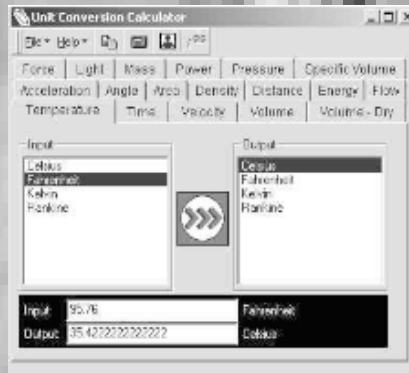 Unit Conversion Calculator
File Help
Force Light Mass Power Pressure Specific Volume
Acceleration Angle Area Density Distance Energy Flow
Temperature Time Velocity Volume Volume - Dry
Input
Output
Celsius
Fahrenheit
Kelvin
Rankine
Celsius
Fahrenheit
Kelvin
Rankine
Input: 95.76 Fahrenheit
Output: 35.4222222222222 Celsius